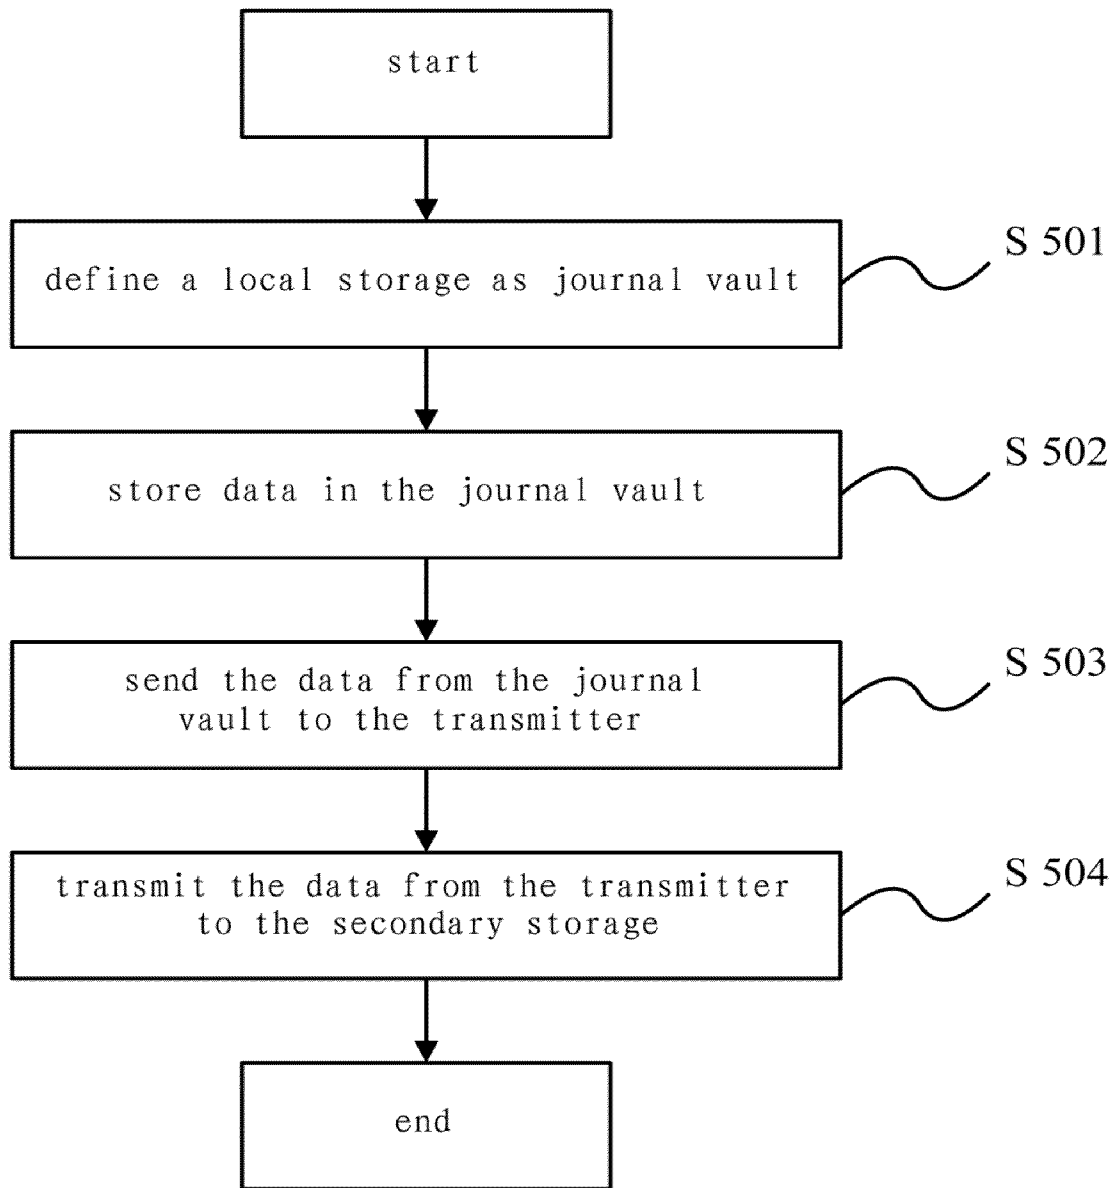 start
define a local storage as journal vault
S 501
store data in the journal vault
S 502
send the data from the journal
vault to the transmitter
S 503
transmit the data from the transmitter
to the secondary storage
S 504
end